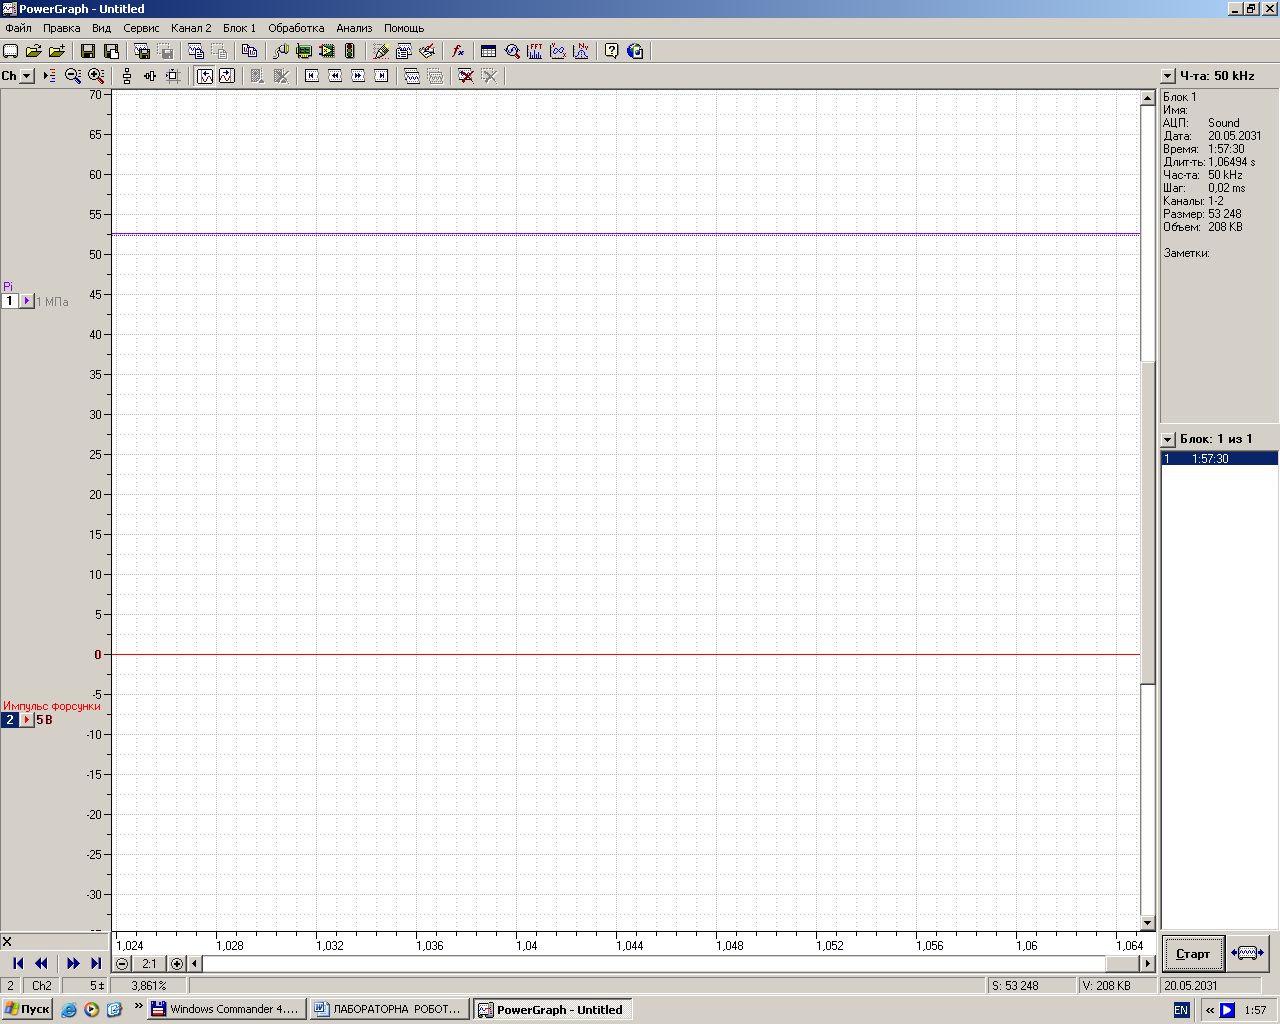 PowerGraph - Untitled
Файл Правка Вид Сервис Канал 2 Блок 1 Обработка Анализ Помощь
Ch
Ч-та: 50 kHz
Блок 1
Имя:
АЦП: Sound
Дата: 20.05.2031
Время: 1:57:30
Длит-ть: 1,06494 s
Час-та: 50 kHz
Шаг: 0,02 ms
Каналы: 1-2
Размер: 53 248
Объем: 208 KB
Заметки:
Блок: 1 из 1
1 1:57:30
70
65
60
55
50
Pi
45
1 1 МПа
40
35
30
25
20
15
10
5
0
-5
Импульс форсунки
2 5 В
-10
-15
-20
-25
-30
X
1,024 1,028 1,032 1,036 1,04 1,044 1,048 1,052 1,056 1,06 1,064
2:1
Старт
2 Ch2 5 3,861% S: 53 248 V: 208 KB 20.05.2031
Пуск » Windows Commander 4.... ЛАБОРАТОРНА РОБОТ... PowerGraph - Untitled EN « 1:57